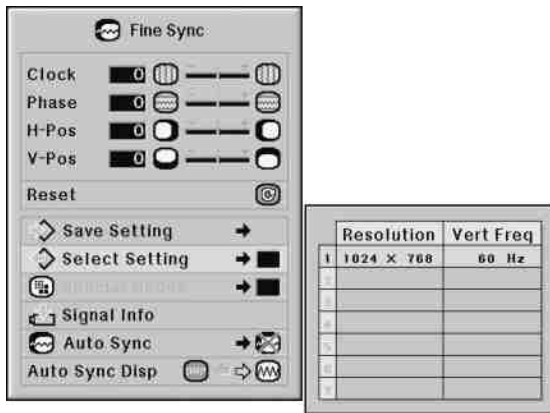 Fine Sync
Clock 0
Phase 0
H-Pos 0
V-Pos 0
Reset
Save Setting
Select Setting
Signal Info
Auto Sync
Auto Sync Disp
Resolution Vert Freq
1 1024 X 768 60 Hz
2
3
4
5
6
7